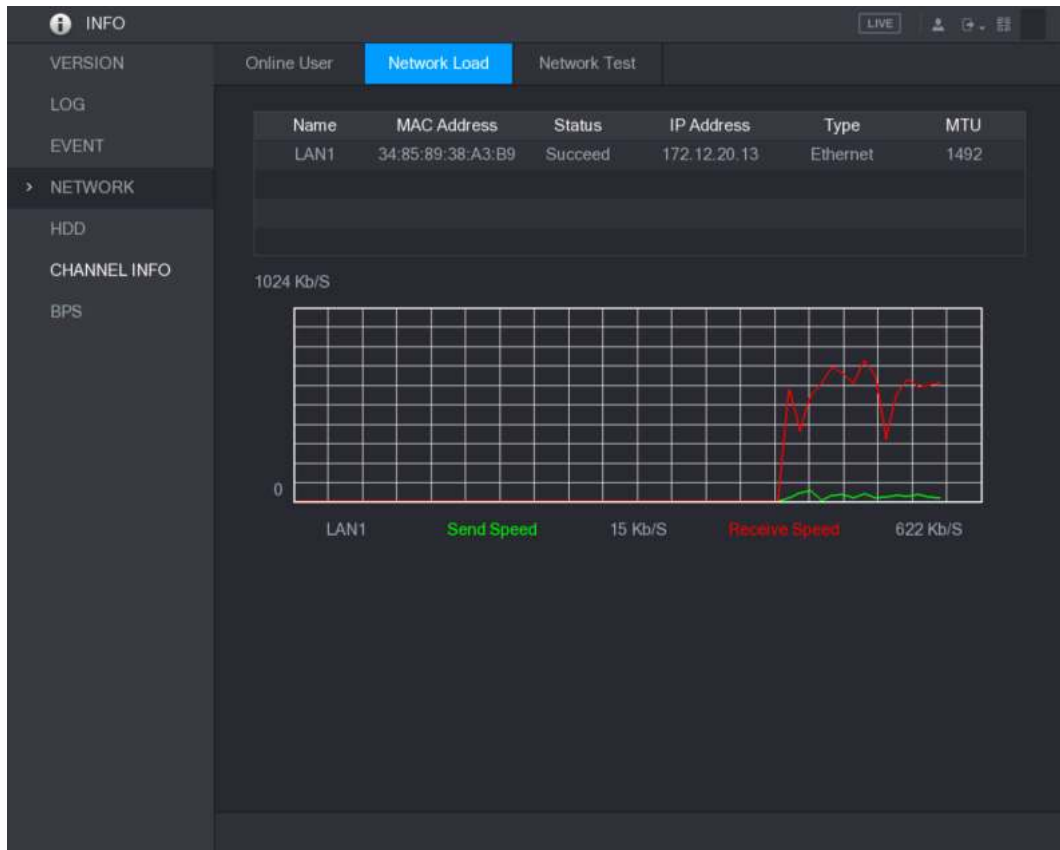 INFO
LIVE
VERSION
LOG
EVENT
NETWORK
HDD
CHANNEL INFO
BPS
Online User Network Load Network Test
Name MAC Address Status IP Address Type MTU
LAN1 34:85:89:38:A3:B9 Succeed 172.12.20.13 Ethernet 1492
1024 Kb/S
0
LAN1 Send Speed 15 Kb/S Receive Speed 622 Kb/S